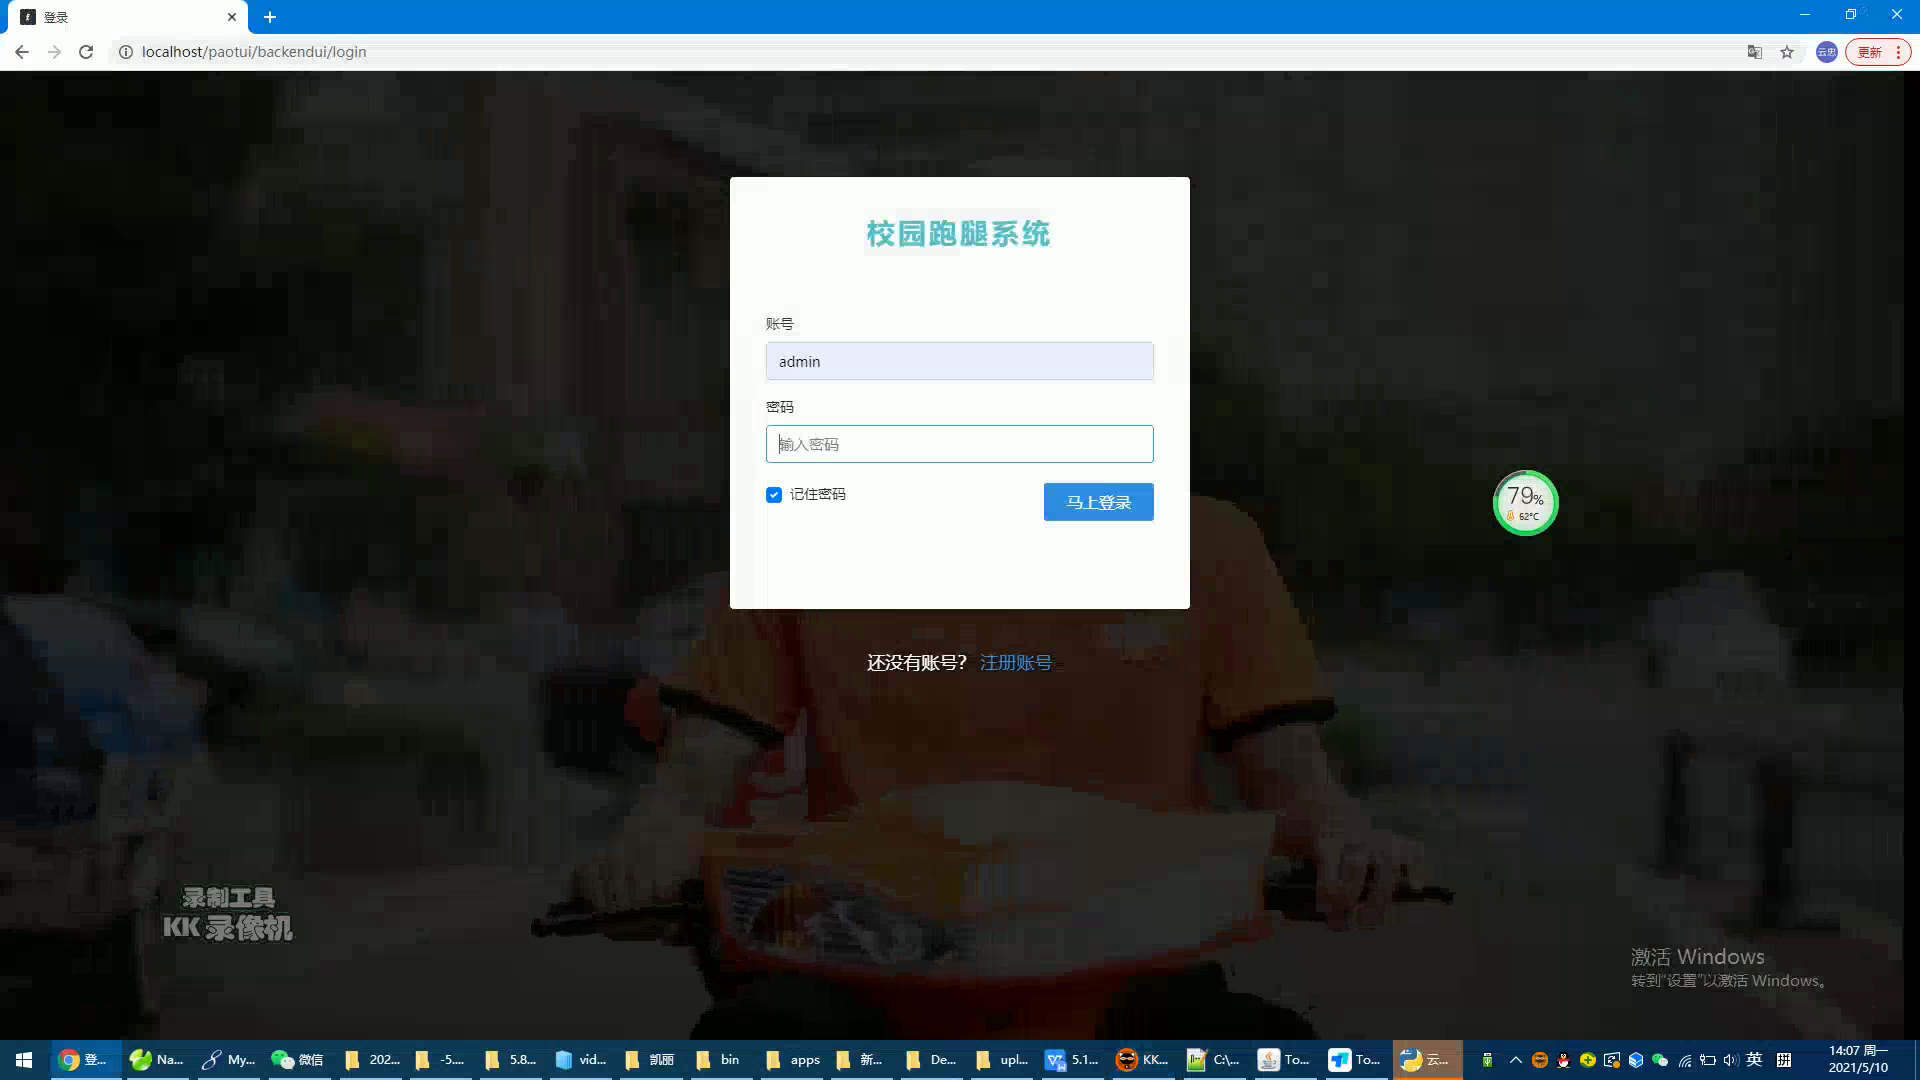 登录
localhost/paotui/backendui/login
云忠
更新
校园跑腿系统
账号
admin
密码
输入密码
记住密码
马上登录
79%
62°C
还没有账号? 注册账号
录制工具
KK 录像机
激活 Windows
转到“设置”以激活 Windows。
登... Na... My... 微信 202... -5.... 5.8... vid... 凯丽 bin apps 新... De... upl... 5.1... KK... C:\... To... To... 云... 英 拼
14:07 周一
2021/5/10